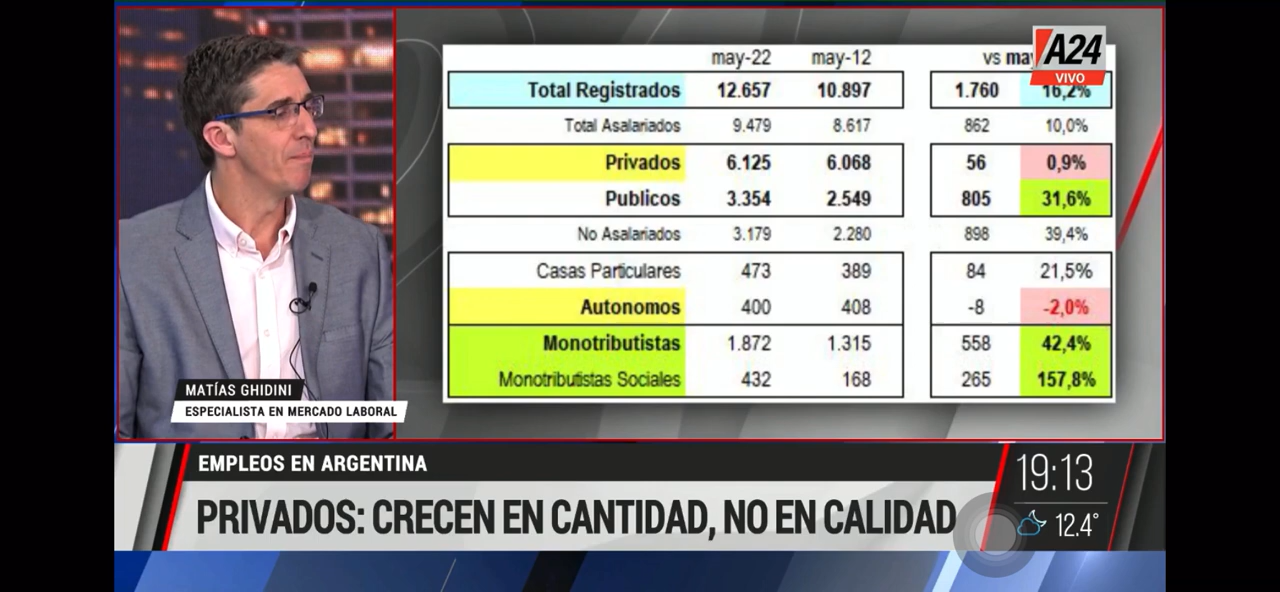 may-22 may-12 vs may
A24
VIVO
Total Registrados 12.657 10.897 1.760 16,2%
Total Asalariados 9.479 8.617 862 10,0%
Privados 6.125 6.068 56 0,9%
Publicos 3.354 2.549 805 31,6%
No Asalariados 3.179 2.280 898 39,4%
Casas Particulares 473 389 84 21,5%
Autonomos 400 408 -8 -2,0%
Monotributistas 1.872 1.315 558 42,4%
Monotributistas Sociales 432 168 265 157,8%
MATÍAS GHIDINI
ESPECIALISTA EN MERCADO LABORAL
EMPLEOS EN ARGENTINA
PRIVADOS: CRECEN EN CANTIDAD, NO EN CALIDAD
19:13
12.4°